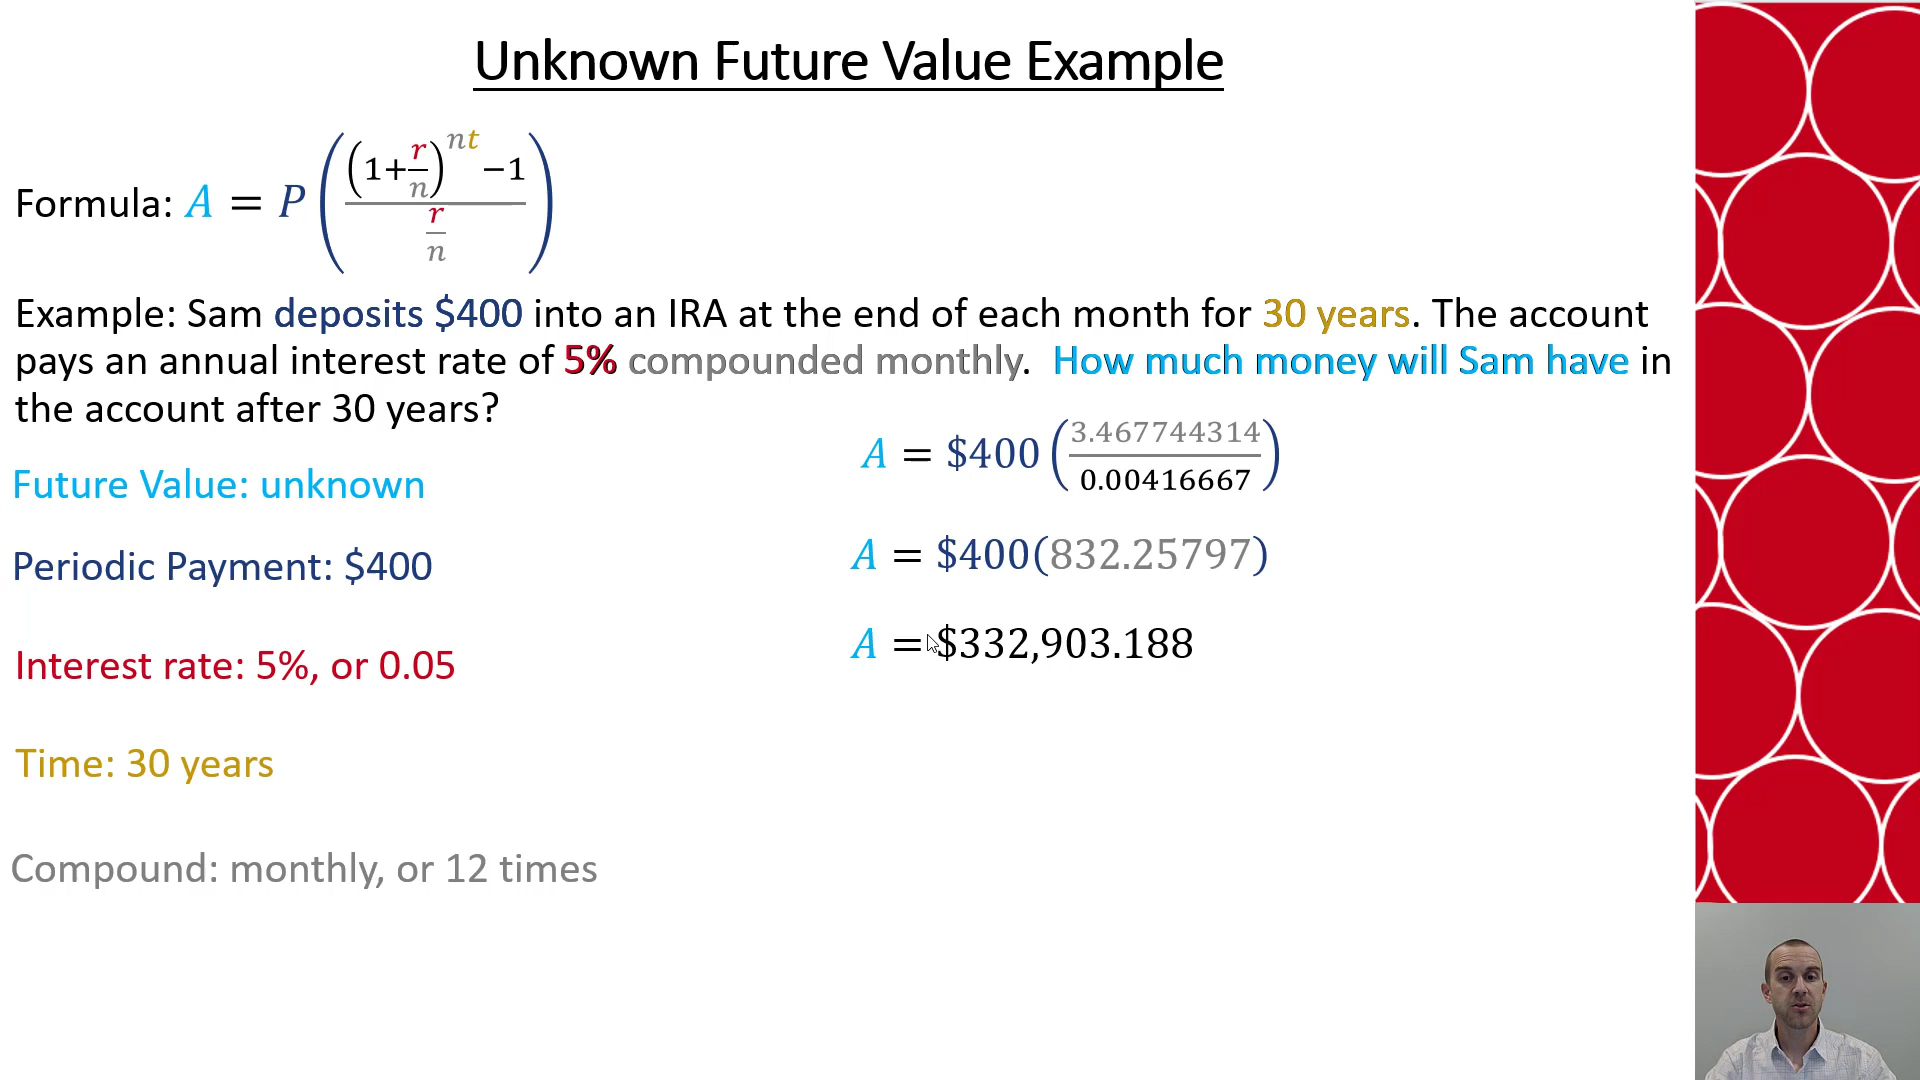 Unknown Future Value Example
Formula: A = P(((1+r/n)^nt −1)/(r/n))
Example: Sam deposits $400 into an IRA at the end of each month for 30 years. The account
pays an annual interest rate of 5% compounded monthly. How much money will Sam have in
the account after 30 years?
A = $400(3.467744314/0.00416667)
Future Value: unknown
A = $400(832.25797)
Periodic Payment: $400
A = $332,903.188
Interest rate: 5%, or 0.05
Time: 30 years
Compound: monthly, or 12 times